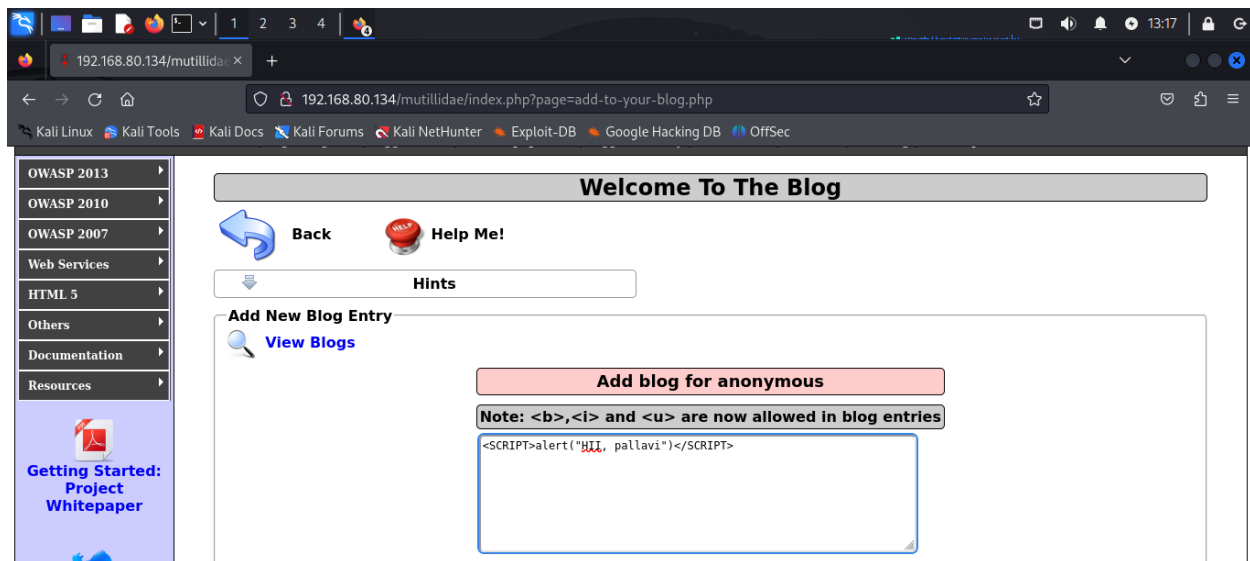 1 2 3 4 13:17
192.168.80.134/mutillidae
192.168.80.134/mutillidae/index.php?page=add-to-your-blog.php
Kali Linux Kali Tools Kali Docs Kali Forums Kali NetHunter Exploit-DB Google Hacking DB OffSec
OWASP 2013
OWASP 2010
OWASP 2007
Web Services
HTML 5
Others
Documentation
Resources
Getting Started:
Project
Whitepaper
Welcome To The Blog
Back
HELP
Help Me!
Hints
Add New Blog Entry
View Blogs
Add blog for anonymous
Note: <b>,<i> and <u> are now allowed in blog entries
<SCRIPT>alert("HII, pallavi")</SCRIPT>